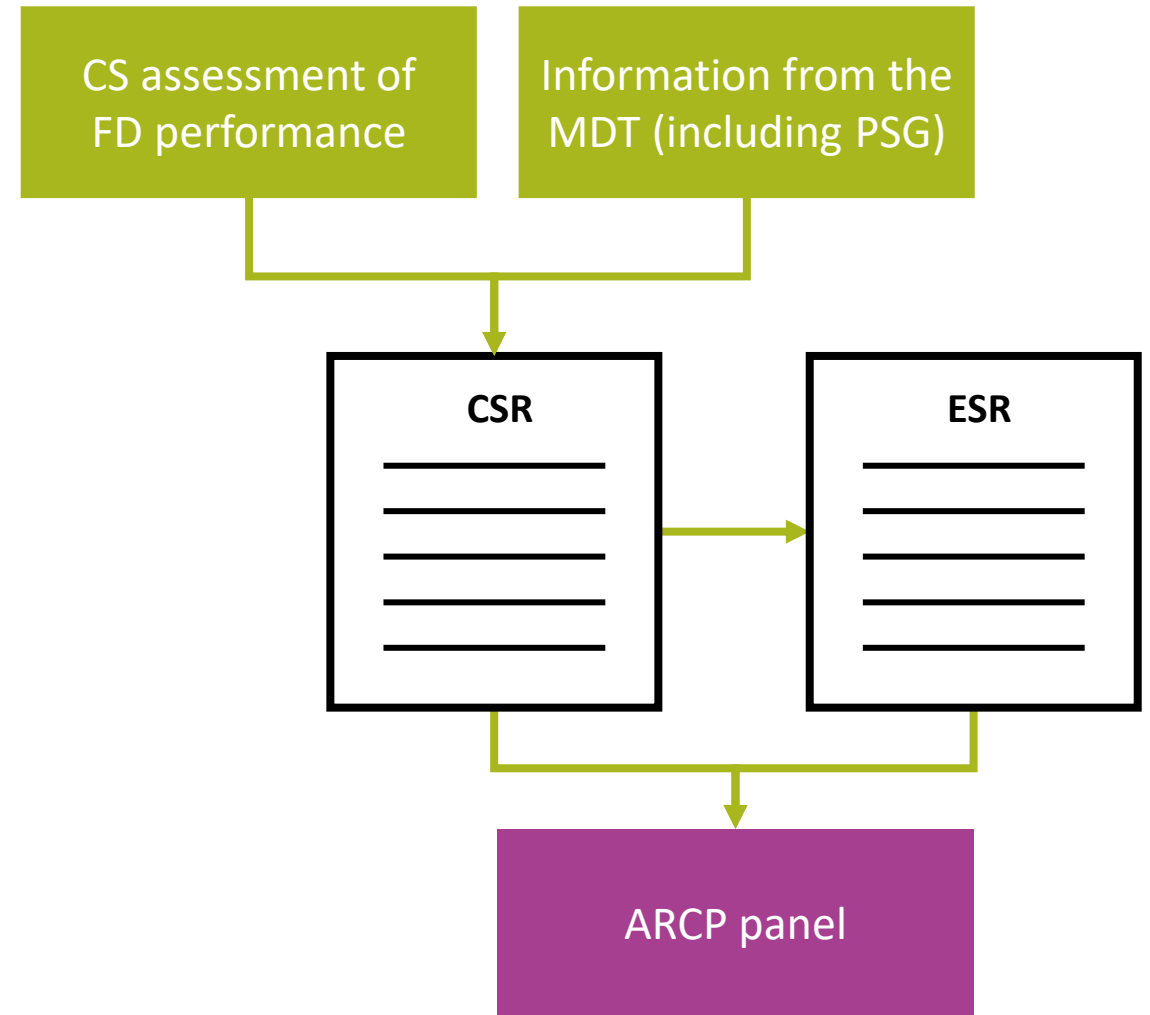 CS assessment of
FD performance
Information from the
MDT (including PSG)
CSR
ESR
ARCP panel